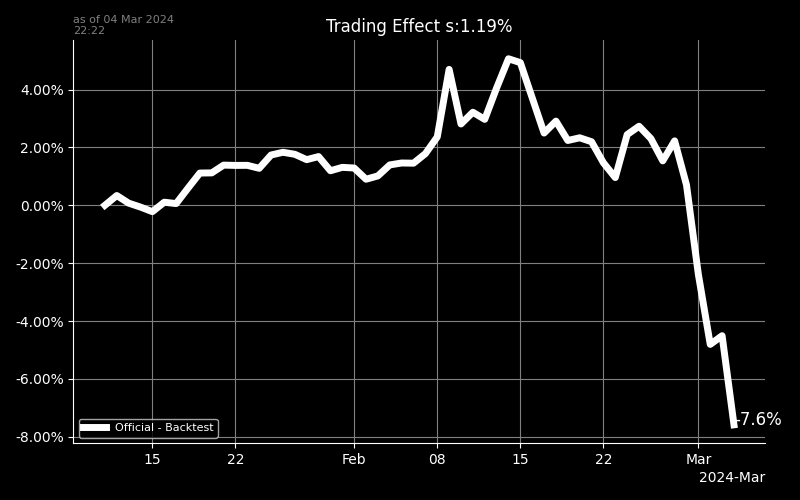 as of 04 Mar 2024
22:22
Trading Effect s:1.19%
4.00%
2.00%
0.00%
-2.00%
-4.00%
-6.00%
-8.00%
-7.6%
Official - Backtest
15 22 Feb 08 15 22 Mar
2024-Mar